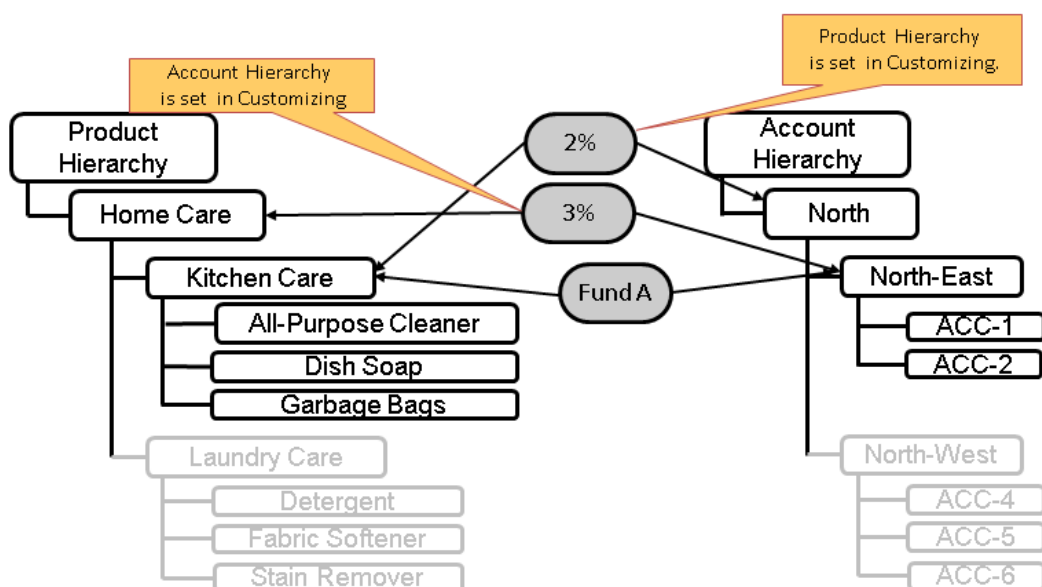 Product Hierarchy
is set in Customizing.
Account Hierarchy
is set in Customizing
Product
Hierarchy
2%
Account
Hierarchy
Home Care
3%
North
Kitchen Care
Fund A
North-East
All-Purpose Cleaner
ACC-1
Dish Soap
ACC-2
Garbage Bags
Laundry Care
North-West
Detergent
ACC-4
Fabric Softener
ACC-5
Stain Remover
ACC-6